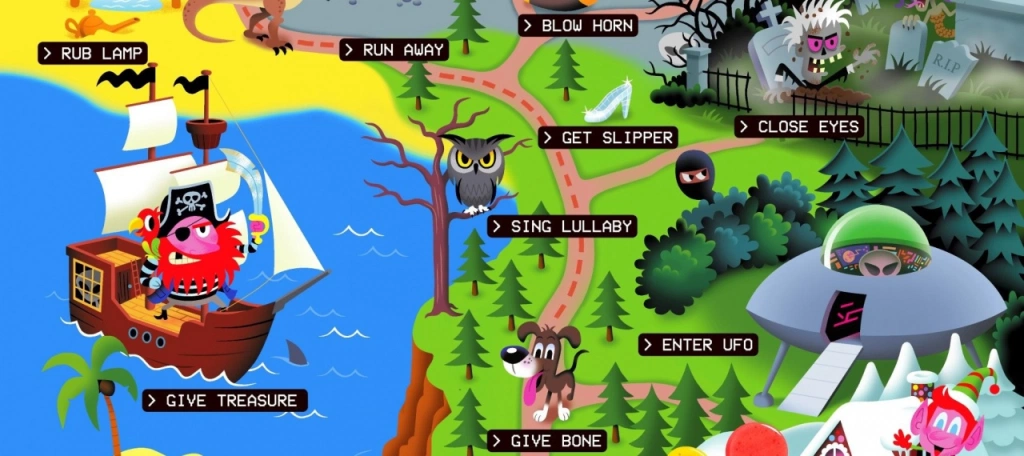 > BLOW HORN
> RUB LAMP
> RUN AWAY
R.I.P
> GET SLIPPER
> CLOSE EYES
> SING LULLABY
> ENTER UFO
> GIVE TREASURE
> GIVE BONE